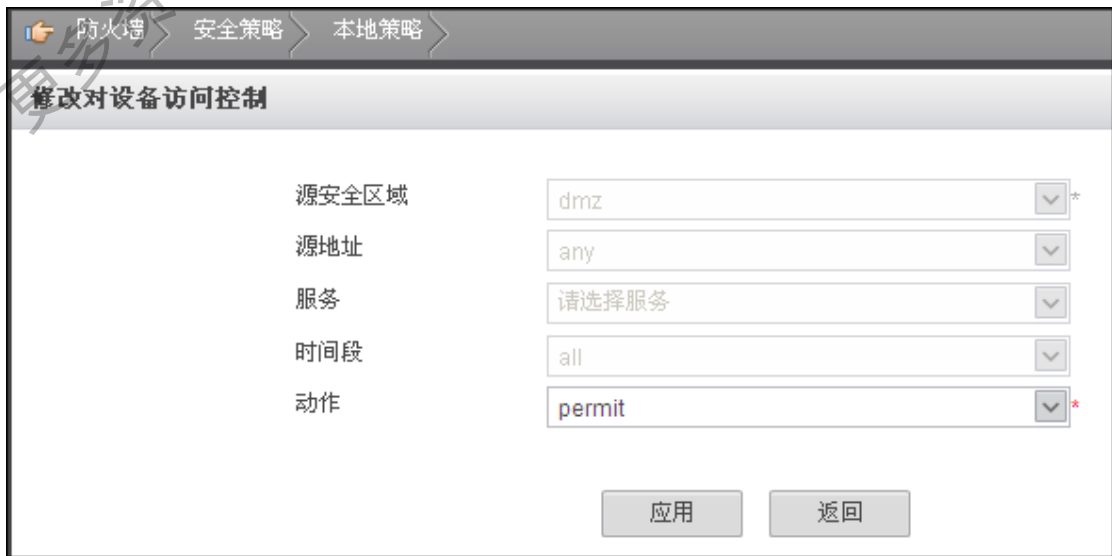 防火墙 安全策略 本地策略
修改对设备访问控制
源安全区域 dmz *
源地址 any
服务 请选择服务
时间段 all
动作 permit *
应用 返回
更多